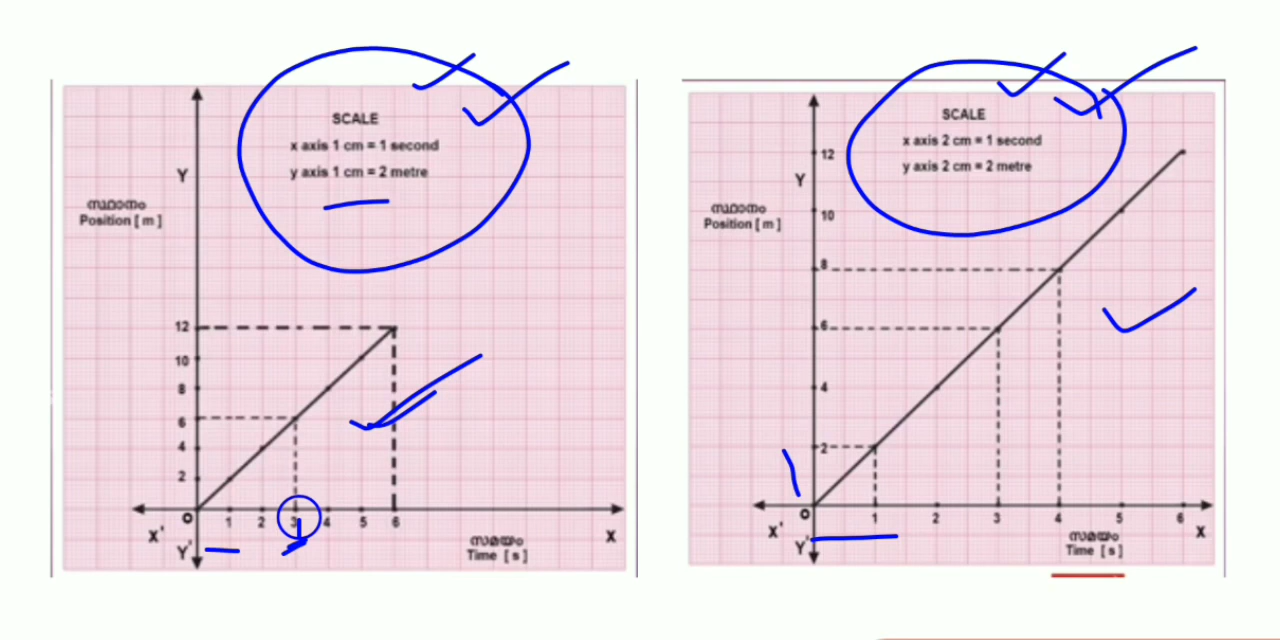 SCALE
x axis 1 cm = 1 second
y axis 1 cm = 2 metre
Y
സ്ഥാനം
Position [ m ]
12
10
8
6
4
2
O
1 2 3 4 5 6
X'
Y'
സമയം
Time [ s ]
X
SCALE
x axis 2 cm = 1 second
y axis 2 cm = 2 metre
Y
സ്ഥാനം
Position [ m ]
12
10
8
6
4
2
O
1 2 3 4 5 6
X'
Y'
സമയം
Time [ s ]
X